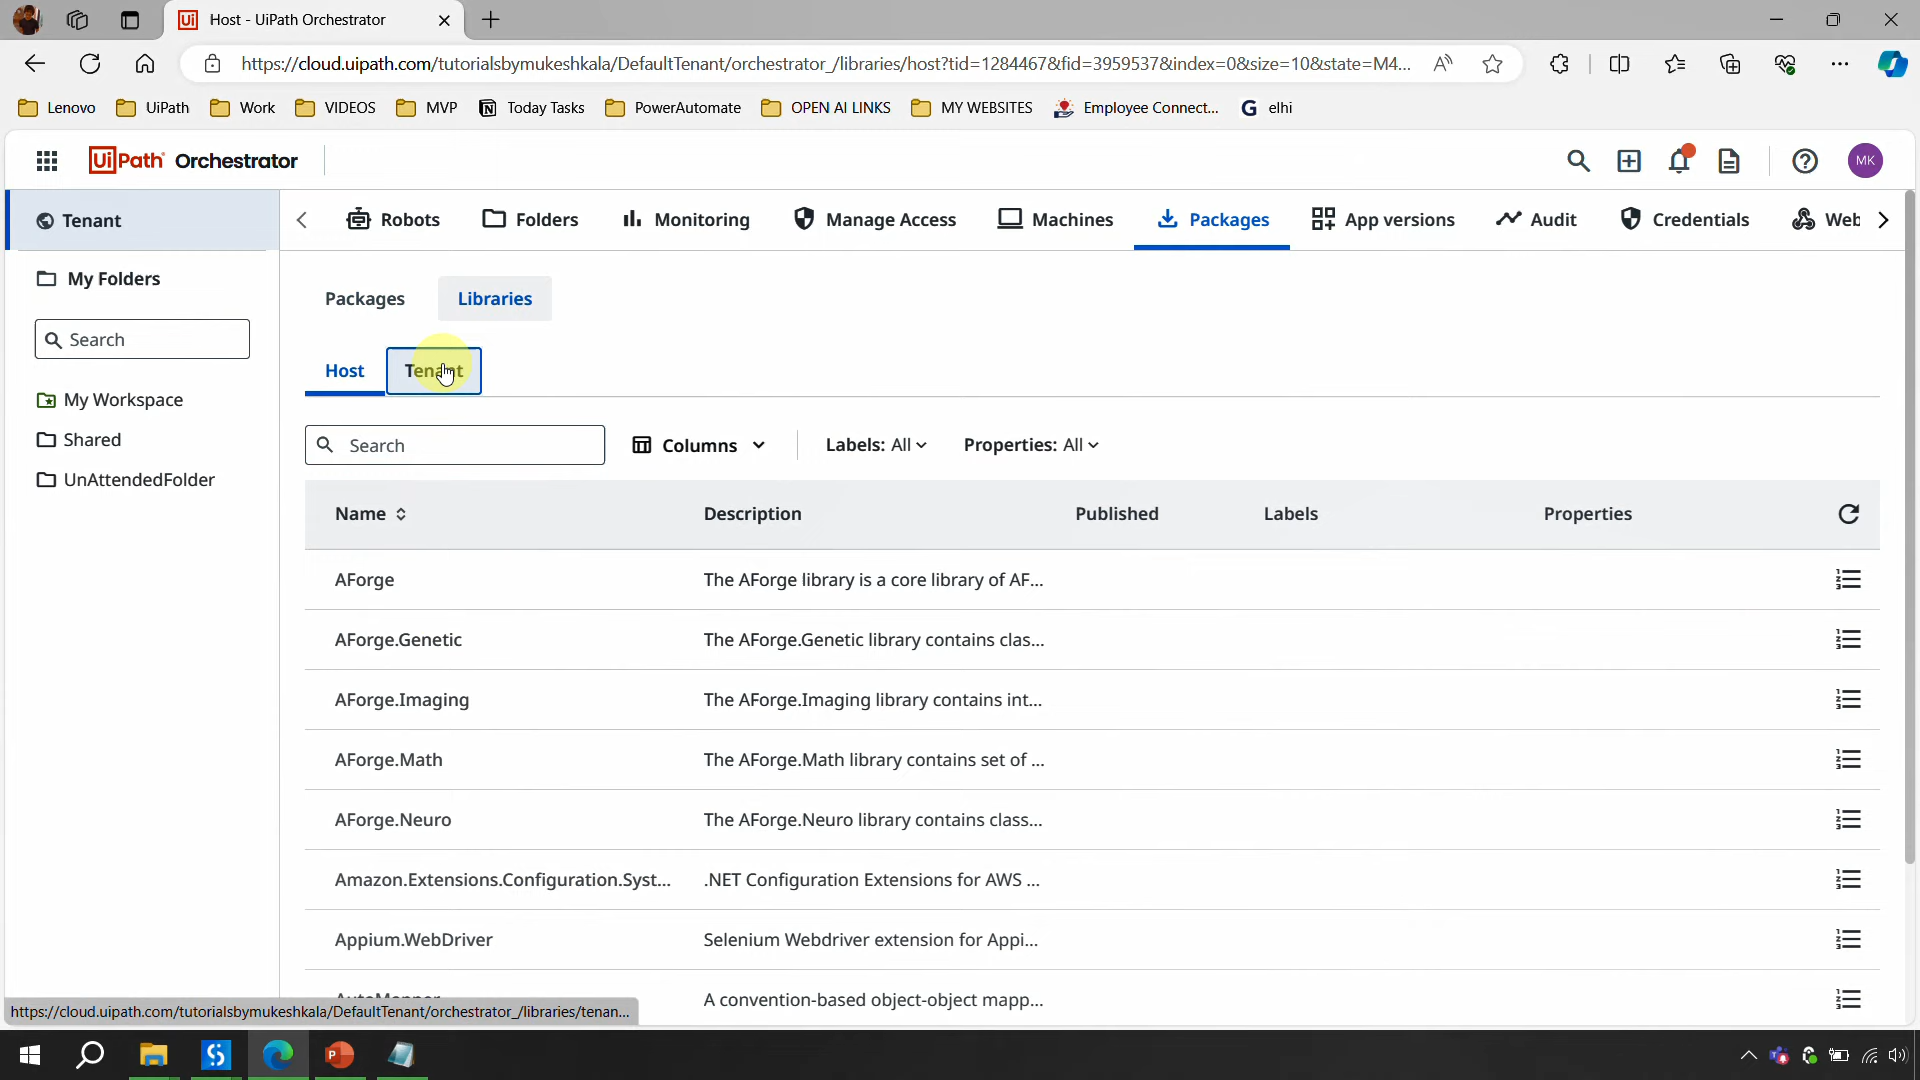 Host - UiPath Orchestrator
https://cloud.uipath.com/tutorialsbymukeshkala/DefaultTenant/orchestrator_/libraries/host?tid=1284467&fid=3959537&index=0&size=10&state=M4...
Lenovo UiPath Work VIDEOS MVP Today Tasks PowerAutomate OPEN AI LINKS MY WEBSITES Employee Connect... elhi
UiPath Orchestrator MK
Tenant Robots Folders Monitoring Manage Access Machines Packages App versions Audit Credentials Web
My Folders
Packages Libraries
Search
Host Tenant
My Workspace
Shared
UnAttendedFolder
Search Columns Labels: All Properties: All
Name Description Published Labels Properties
AForge The AForge library is a core library of AF...
AForge.Genetic The AForge.Genetic library contains clas...
AForge.Imaging The AForge.Imaging library contains int...
AForge.Math The AForge.Math library contains set of ...
AForge.Neuro The AForge.Neuro library contains class...
Amazon.Extensions.Configuration.Syst... .NET Configuration Extensions for AWS ...
Appium.WebDriver Selenium Webdriver extension for Appi...
A convention-based object-object mapp...
https://cloud.uipath.com/tutorialsbymukeshkala/DefaultTenant/orchestrator_/libraries/tenan...